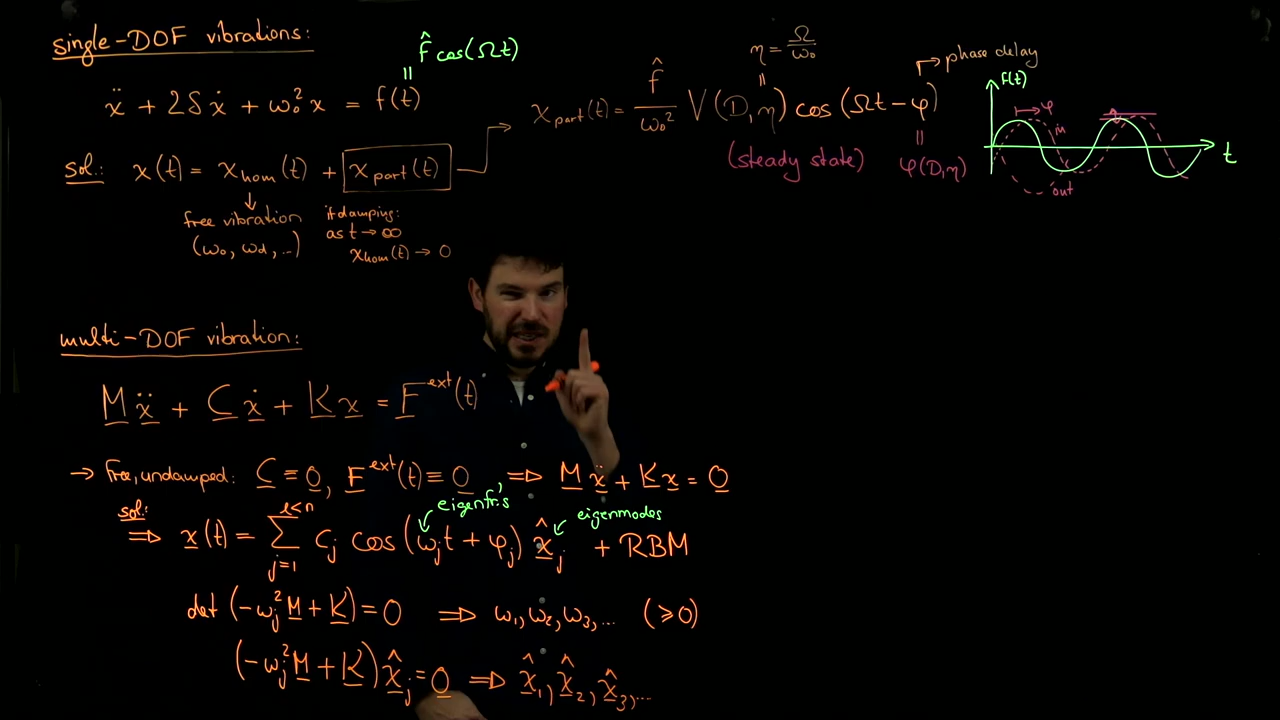 single-DOF vibrations:
f̂ cos(Ωt)
=
ẍ + 2δẋ + ω₀²x = f(t)
sol.: x(t) = x_hom(t) + x_part(t)
↓
free vibration
(ω₀, ω_d, ...)
if damping:
as t → ∞
x_hom(t) → 0
η = Ω/ω₀
=
x_part(t) = f̂/ω₀² V(D,η) cos(Ωt-φ)
(steady state)
=
φ(D,η)
→ phase delay
f(t)
φ
in
out
t
multi-DOF vibration:
M ẍ + C ẋ + K x = F^ext(t)
→ free, undamped: C ≡ 0, F^ext(t) ≡ 0 ⇒ M ẍ + K x = 0
eigenfr.'s
eigenmodes
sol.:
⇒ x(t) = Σ_{j=1}^{l<n} c_j cos(ω_j t + φ_j) x̂_j + RBM
det(-ω_j² M + K) = 0 ⇒ ω₁, ω₂, ω₃, ... (⩾0)
(-ω_j² M + K) x̂_j = 0 ⇒ x̂₁, x̂₂, x̂₃, ...